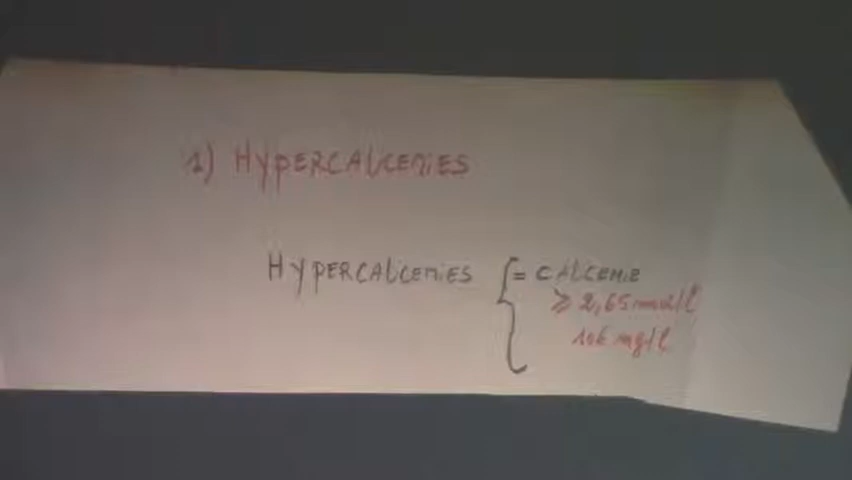 1) HYPERCALCEMIES
HYPERCALCEMIES { = CALCEMIE
≥ 2,65 mmol/l
106 mg/l